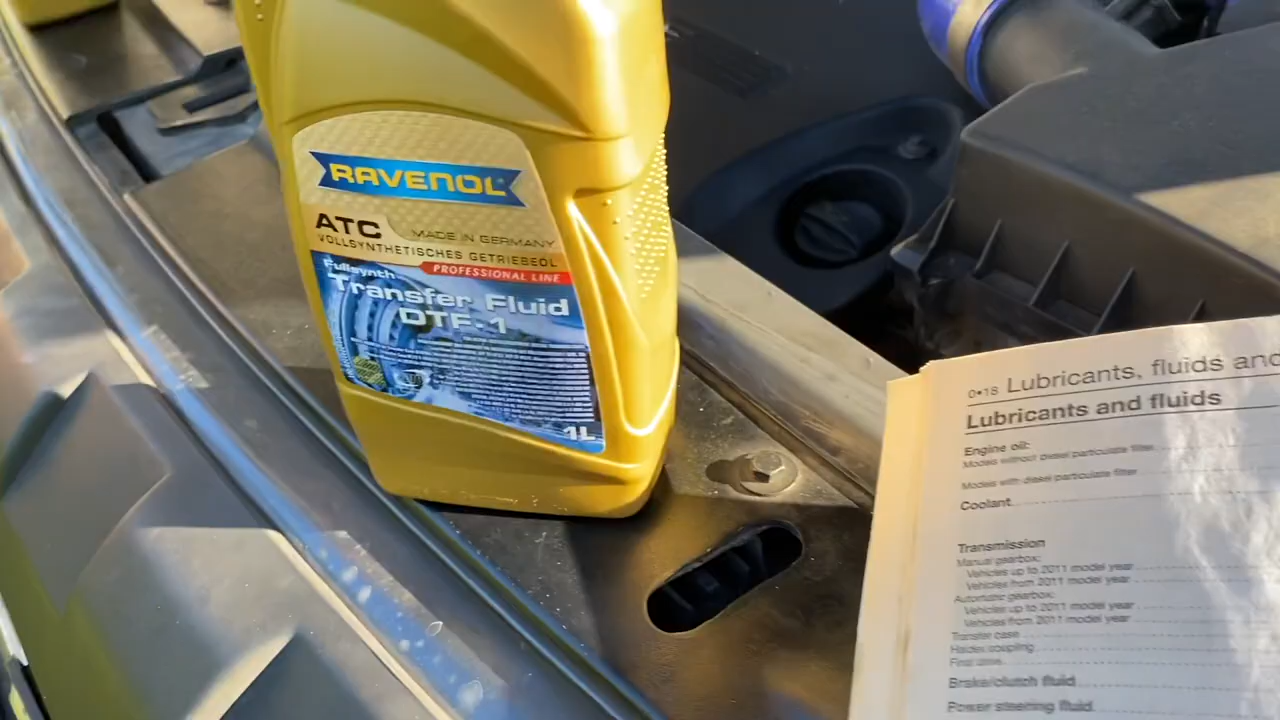 RAVENOL
ATC
MADE IN GERMANY
VOLLSYNTHETISCHES GETRIEBEÖL
PROFESSIONAL LINE
Fullsynth
Transfer Fluid
DTF-1
1L
0•18 Lubricants, fluids and
Lubricants and fluids
Engine oil:
Models without diesel particulate filter
Models with diesel particulate filter
Coolant
Transmission
Manual gearbox:
Vehicles up to 2011 model year
Vehicles from 2011 model year
Automatic gearbox:
Vehicles up to 2011 model year
Vehicles from 2011 model year
Transfer case
Haldex coupling
Final drive
Brake/clutch fluid
Power steering fluid